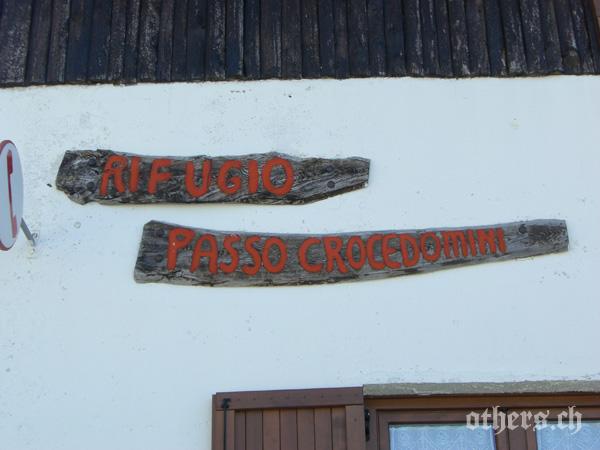 RIFUGIO
PASSO CROCEDOMINI
others.ch